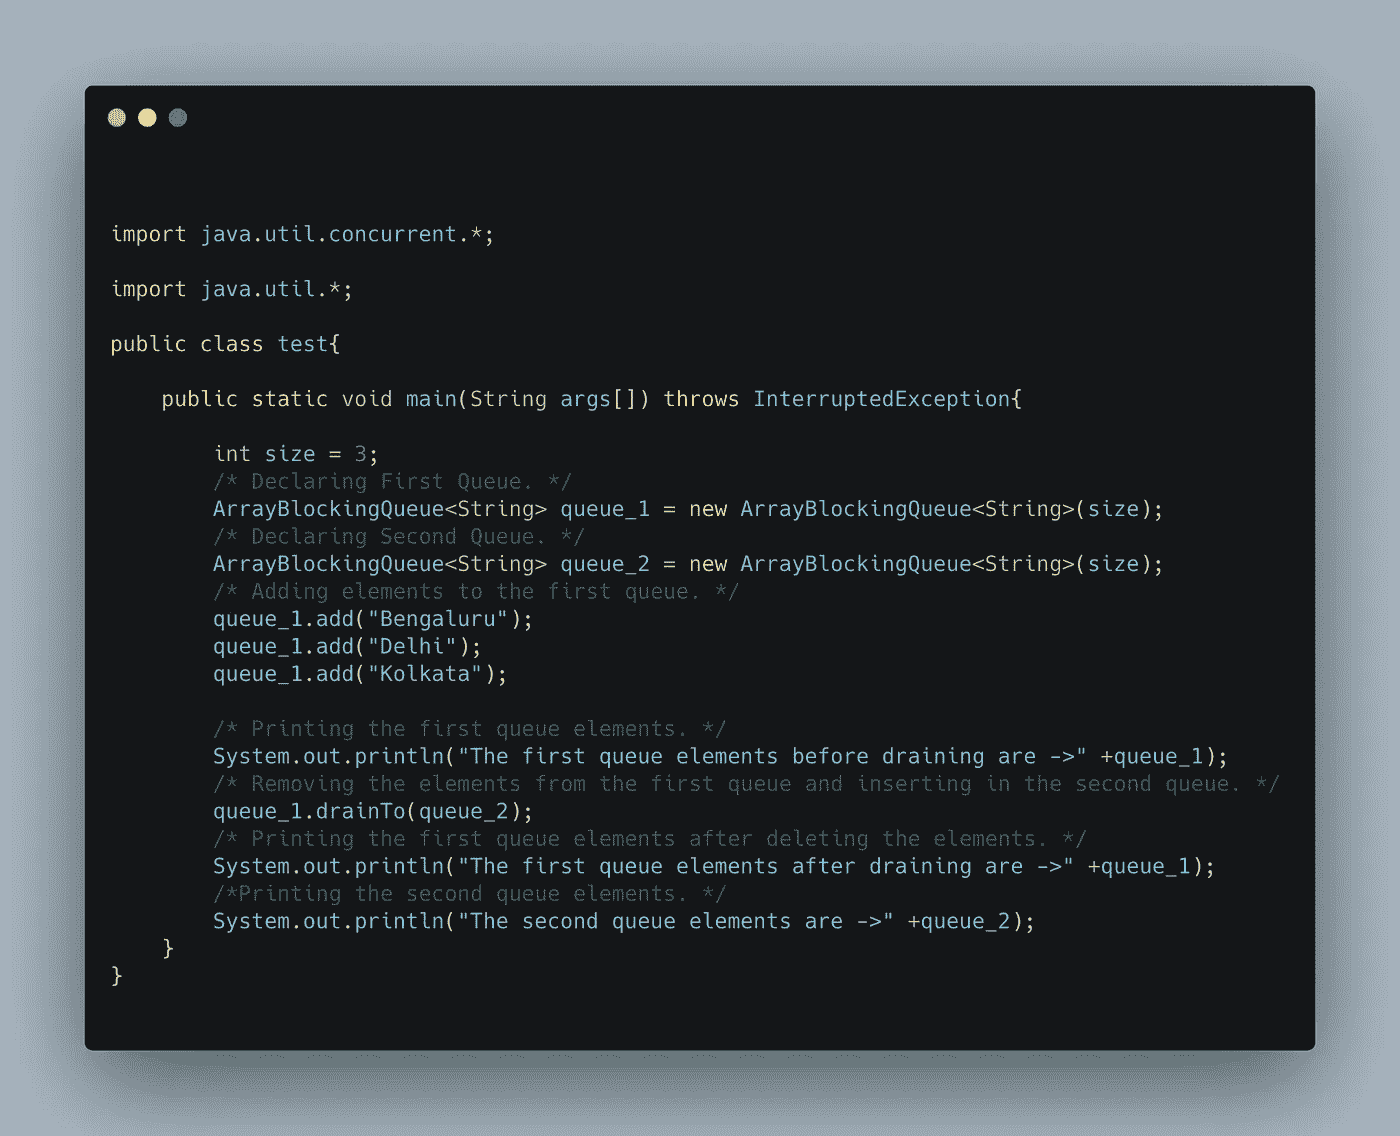 import java.util.concurrent.*;
import java.util.*;
public class test{
public static void main(String args[]) throws InterruptedException{
int size = 3;
/* Declaring First Queue. */
ArrayBlockingQueue<String> queue_1 = new ArrayBlockingQueue<String>(size);
/* Declaring Second Queue. */
ArrayBlockingQueue<String> queue_2 = new ArrayBlockingQueue<String>(size);
/* Adding elements to the first queue. */
queue_1.add("Bengaluru");
queue_1.add("Delhi");
queue_1.add("Kolkata");
/* Printing the first queue elements. */
System.out.println("The first queue elements before draining are ->" +queue_1);
/* Removing the elements from the first queue and inserting in the second queue. */
queue_1.drainTo(queue_2);
/* Printing the first queue elements after deleting the elements. */
System.out.println("The first queue elements after draining are ->" +queue_1);
/*Printing the second queue elements. */
System.out.println("The second queue elements are ->" +queue_2);
}
}